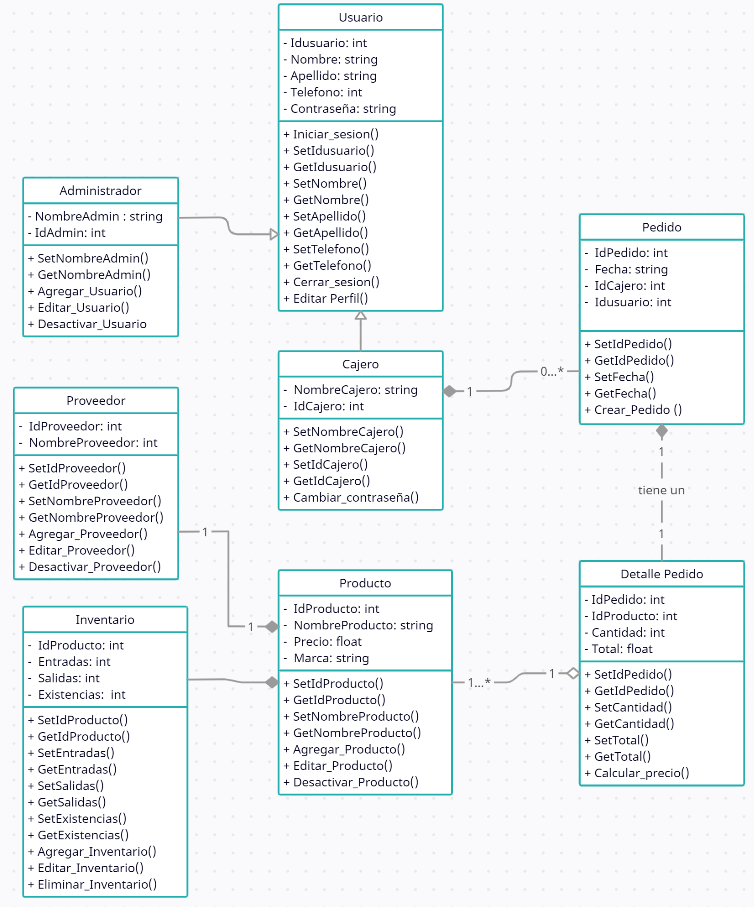 Usuario
- Idusuario: int
- Nombre: string
- Apellido: string
- Telefono: int
- Contraseña: string
+ Iniciar_sesion()
+ SetIdusuario()
+ GetIdusuario()
+ SetNombre()
+ GetNombre()
+ SetApellido()
+ GetApellido()
+ SetTelefono()
+ GetTelefono()
+ Cerrar_sesion()
+ Editar Perfil()
Administrador
- NombreAdmin : string
- IdAdmin: int
+ SetNombreAdmin()
+ GetNombreAdmin()
+ Agregar_Usuario()
+ Editar_Usuario()
+ Desactivar_Usuario
Pedido
- IdPedido: int
- Fecha: string
- IdCajero: int
- Idusuario: int
+ SetIdPedido()
+ GetIdPedido()
+ SetFecha()
+ GetFecha()
+ Crear_Pedido ()
Cajero
- NombreCajero: string
- IdCajero: int
+ SetNombreCajero()
+ GetNombreCajero()
+ SetIdCajero()
+ GetIdCajero()
+ Cambiar_contraseña()
1
0...*
Proveedor
- IdProveedor: int
- NombreProveedor: int
+ SetIdProveedor()
+ GetIdProveedor()
+ SetNombreProveedor()
+ GetNombreProveedor()
+ Agregar_Proveedor()
+ Editar_Proveedor()
+ Desactivar_Proveedor()
1
1
1
tiene un
1
Producto
- IdProducto: int
- NombreProducto: string
- Precio: float
- Marca: string
+ SetIdProducto()
+ GetIdProducto()
+ SetNombreProducto()
+ GetNombreProducto()
+ Agregar_Producto()
+ Editar_Producto()
+ Desactivar_Producto()
1...*
1
Detalle Pedido
- IdPedido: int
- IdProducto: int
- Cantidad: int
- Total: float
+ SetIdPedido()
+ GetIdPedido()
+ SetCantidad()
+ GetCantidad()
+ SetTotal()
+ GetTotal()
+ Calcular_precio()
Inventario
- IdProducto: int
- Entradas: int
- Salidas: int
- Existencias: int
+ SetIdProducto()
+ GetIdProducto()
+ SetEntradas()
+ GetEntradas()
+ SetSalidas()
+ GetSalidas()
+ SetExistencias()
+ GetExistencias()
+ Agregar_Inventario()
+ Editar_Inventario()
+ Eliminar_Inventario()